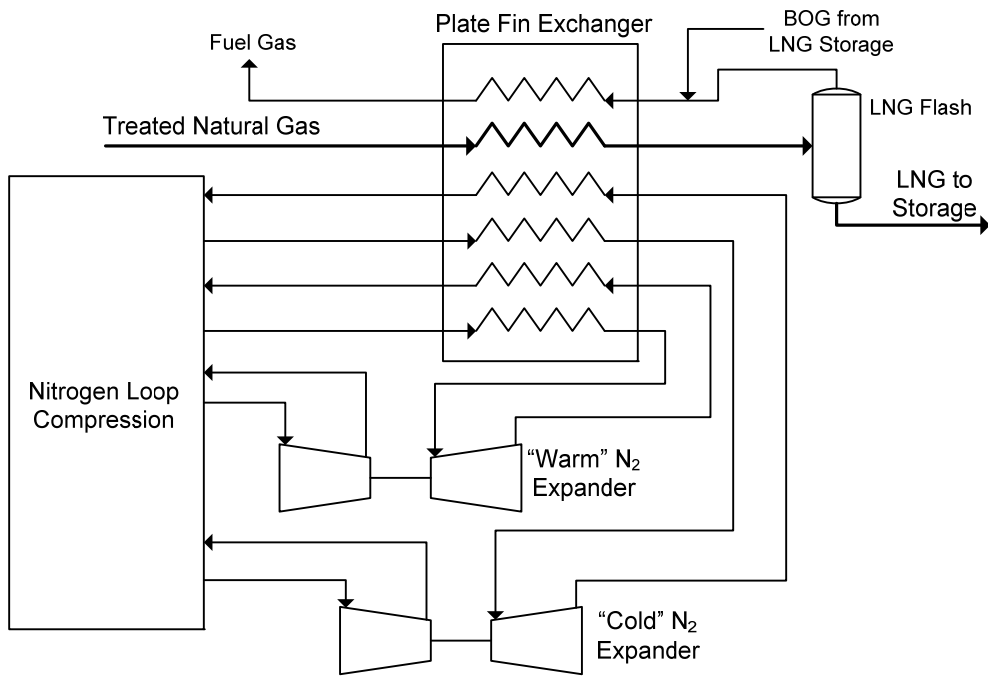 Plate Fin Exchanger
BOG from
LNG Storage
Fuel Gas
LNG Flash
Treated Natural Gas
LNG to
Storage
Nitrogen Loop
Compression
“Warm” N₂
Expander
“Cold” N₂
Expander